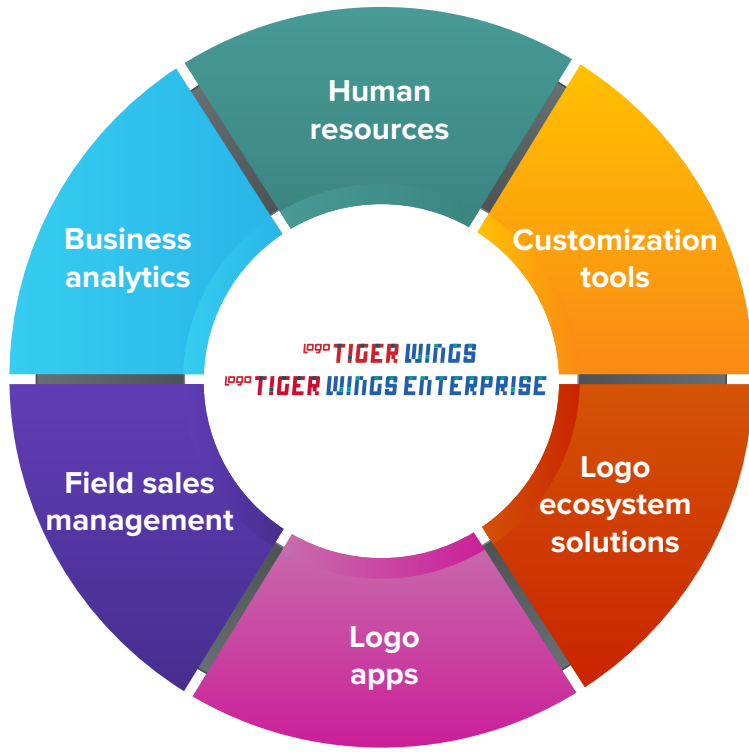 Human
resources
Customization
tools
Logo
ecosystem
solutions
Logo
apps
Field sales
management
Business
analytics
LOGO TIGER WINGS
LOGO TIGER WINGS ENTERPRISE